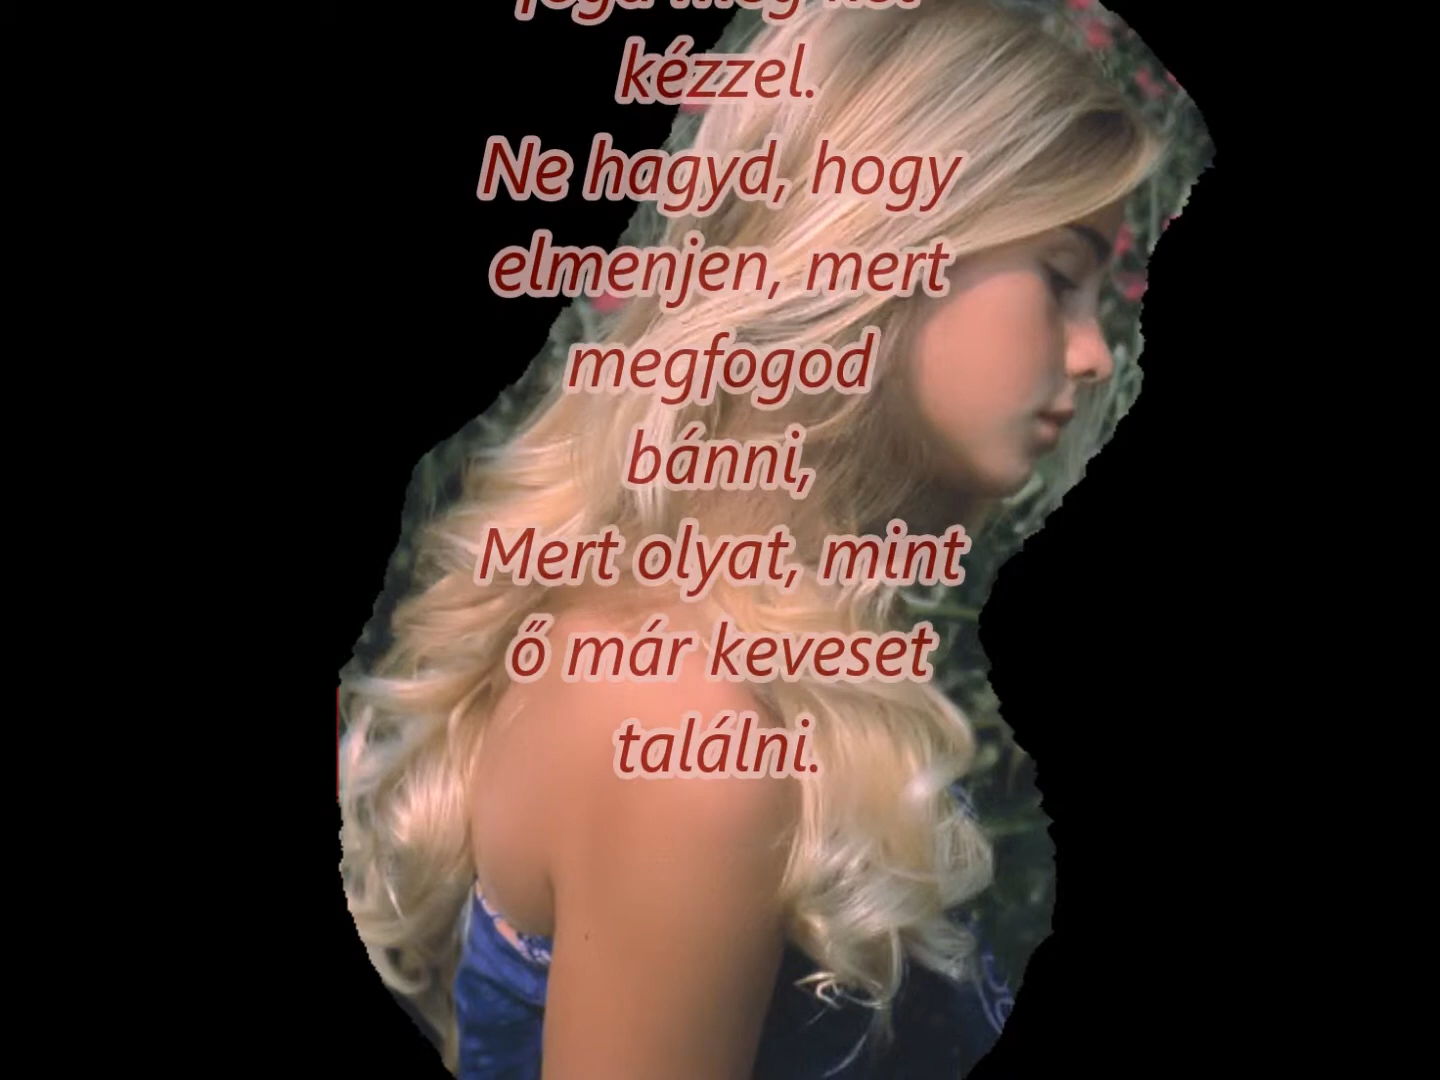 kézzel.
Ne hagyd, hogy
elmenjen, mert
megfogod
bánni,
Mert olyat, mint
ő már keveset
találni.